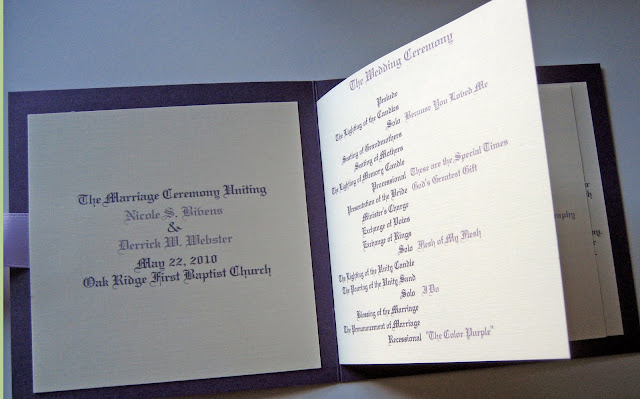 The Marriage Ceremony Uniting
Nicole S. Bibens
&
Derrick W. Webster
May 22, 2010
Oak Ridge First Baptist Church
The Wedding Ceremony
Prelude
The Lighting of the Candles
Solo Because You Loved Me
Seating of Grandmothers
Seating of Mothers
The Lighting of Memory Candle
Processional These are the Special Times
Presentation of the Bride God's Greatest Gift
Minister's Charge
Exchange of Vows
Exchange of Rings
Solo Flesh of My Flesh
The Lighting of the Unity Candle
The Pouring of the Unity Sand
Solo I Do
Blessing of the Marriage
The Pronouncement of Marriage
Recessional "The Color Purple"